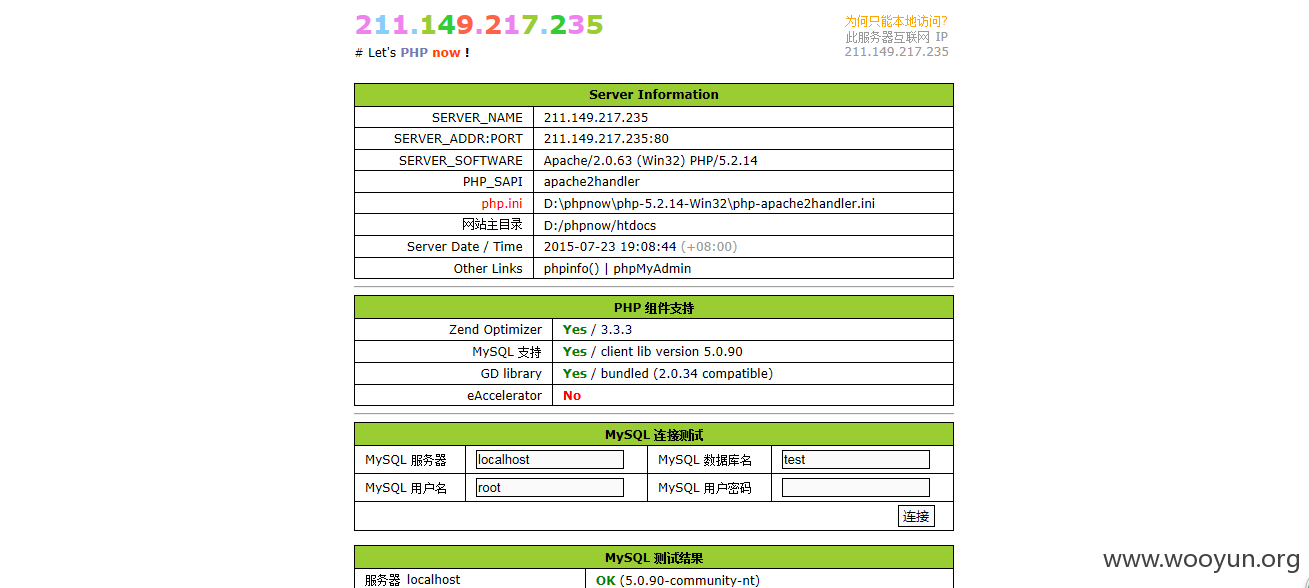 211.149.217.235
# Let's PHP now !
为何只能本地访问?
此服务器互联网 IP
211.149.217.235
Server Information
SERVER_NAME 211.149.217.235
SERVER_ADDR:PORT 211.149.217.235:80
SERVER_SOFTWARE Apache/2.0.63 (Win32) PHP/5.2.14
PHP_SAPI apache2handler
php.ini D:\phpnow\php-5.2.14-Win32\php-apache2handler.ini
网站主目录 D:/phpnow/htdocs
Server Date / Time 2015-07-23 19:08:44 (+08:00)
Other Links phpinfo() | phpMyAdmin
PHP 组件支持
Zend Optimizer Yes / 3.3.3
MySQL 支持 Yes / client lib version 5.0.90
GD library Yes / bundled (2.0.34 compatible)
eAccelerator No
MySQL 连接测试
MySQL 服务器 localhost MySQL 数据库名 test
MySQL 用户名 root MySQL 用户密码
连接
MySQL 测试结果
服务器 localhost OK (5.0.90-community-nt)
www.wooyun.org